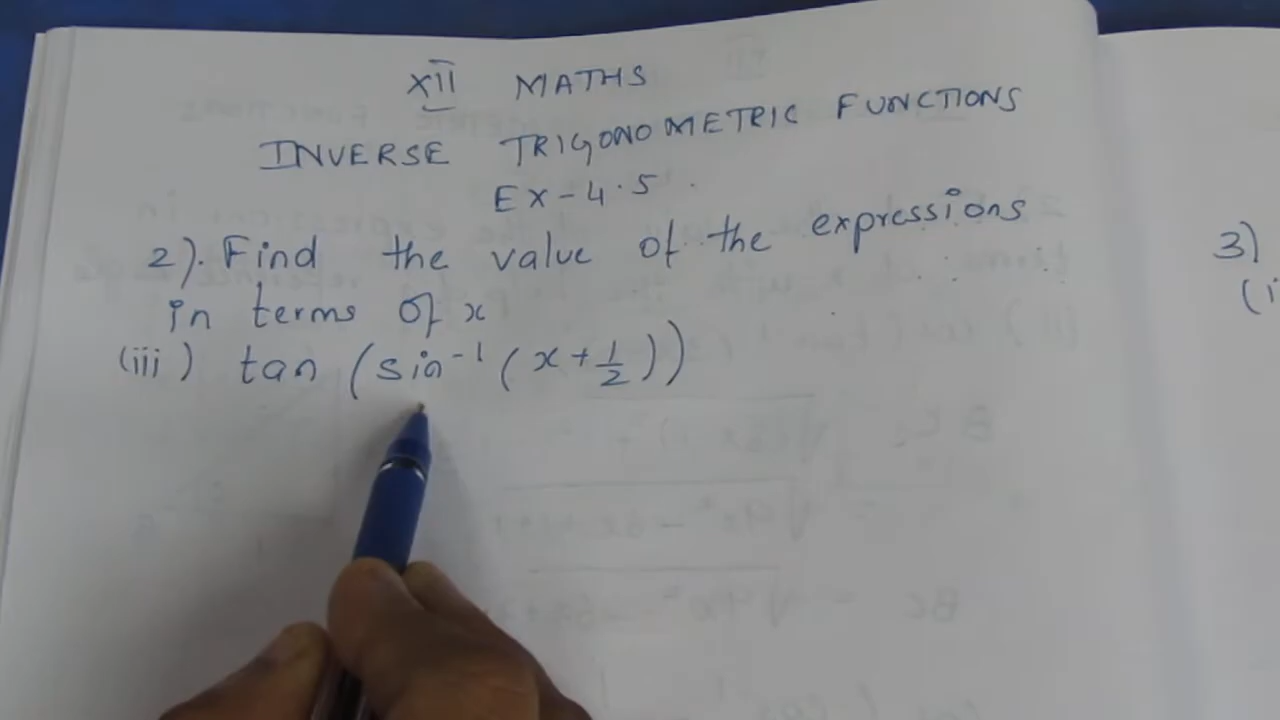 XII MATHS
INVERSE TRIGONOMETRIC FUNCTIONS
EX-4.5.
2). Find the value of the expressions
in terms of x
(iii) tan (sin⁻¹ (x + 1/2))
3)
(i